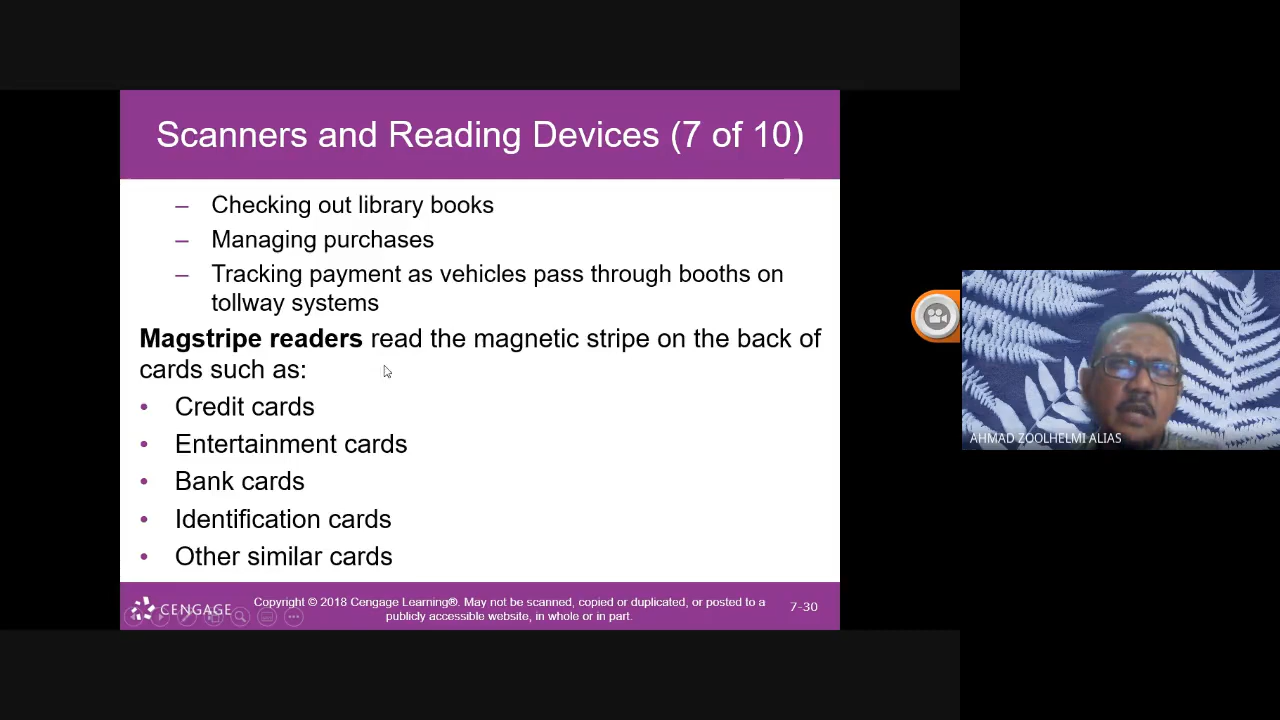 Scanners and Reading Devices (7 of 10)
– Checking out library books
– Managing purchases
– Tracking payment as vehicles pass through booths on
tollway systems
Magstripe readers read the magnetic stripe on the back of
cards such as:
• Credit cards
• Entertainment cards
• Bank cards
• Identification cards
• Other similar cards
CENGAGE
Copyright © 2018 Cengage Learning®. May not be scanned, copied or duplicated, or posted to a
publicly accessible website, in whole or in part.
7-30
AHMAD ZOOLHELMI ALIAS